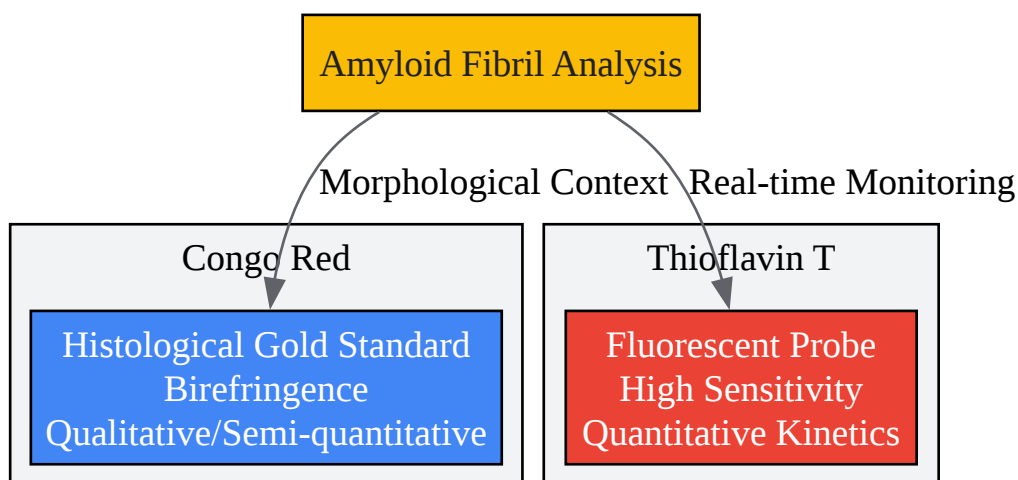 Amyloid Fibril Analysis
Morphological Context
Real-time Monitoring
Congo Red
Histological Gold Standard
Birefringence
Qualitative/Semi-quantitative
Thioflavin T
Fluorescent Probe
High Sensitivity
Quantitative Kinetics